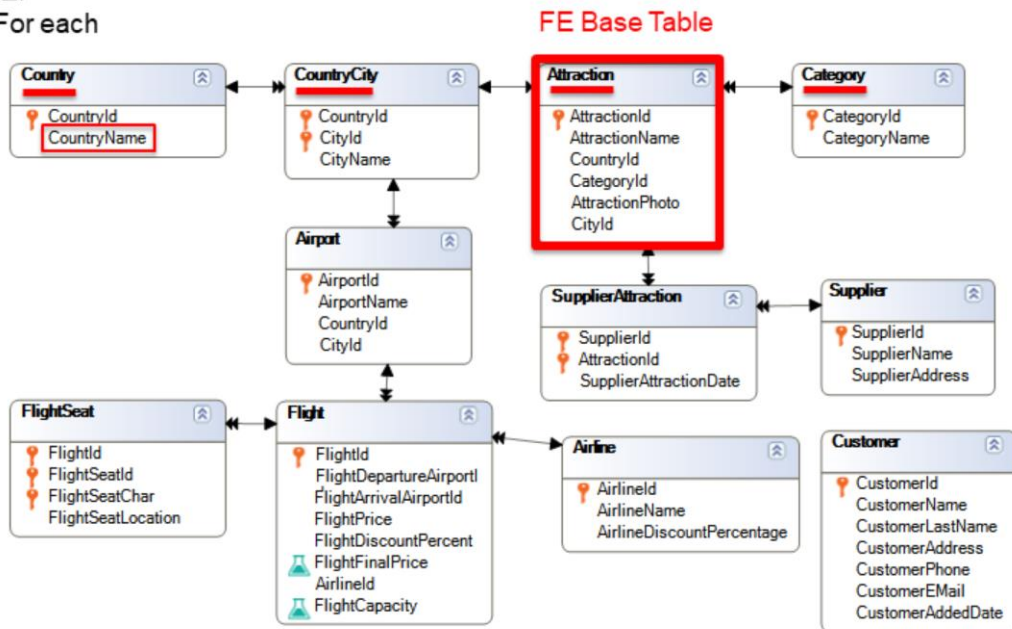 For each
FE Base Table
Country
CountryId
CountryName
CountryCity
CountryId
CityId
CityName
Attraction
AttractionId
AttractionName
CountryId
CategoryId
AttractionPhoto
CityId
Category
CategoryId
CategoryName
Airport
AirportId
AirportName
CountryId
CityId
SupplierAttraction
SupplierId
AttractionId
SupplierAttractionDate
Supplier
SupplierId
SupplierName
SupplierAddress
FlightSeat
FlightId
FlightSeatId
FlightSeatChar
FlightSeatLocation
Flight
FlightId
FlightDepartureAirportI
FlightArrivalAirportId
FlightPrice
FlightDiscountPercent
FlightFinalPrice
AirlineId
FlightCapacity
Airline
AirlineId
AirlineName
AirlineDiscountPercentage
Customer
CustomerId
CustomerName
CustomerLastName
CustomerAddress
CustomerPhone
CustomerEMail
CustomerAddedDate